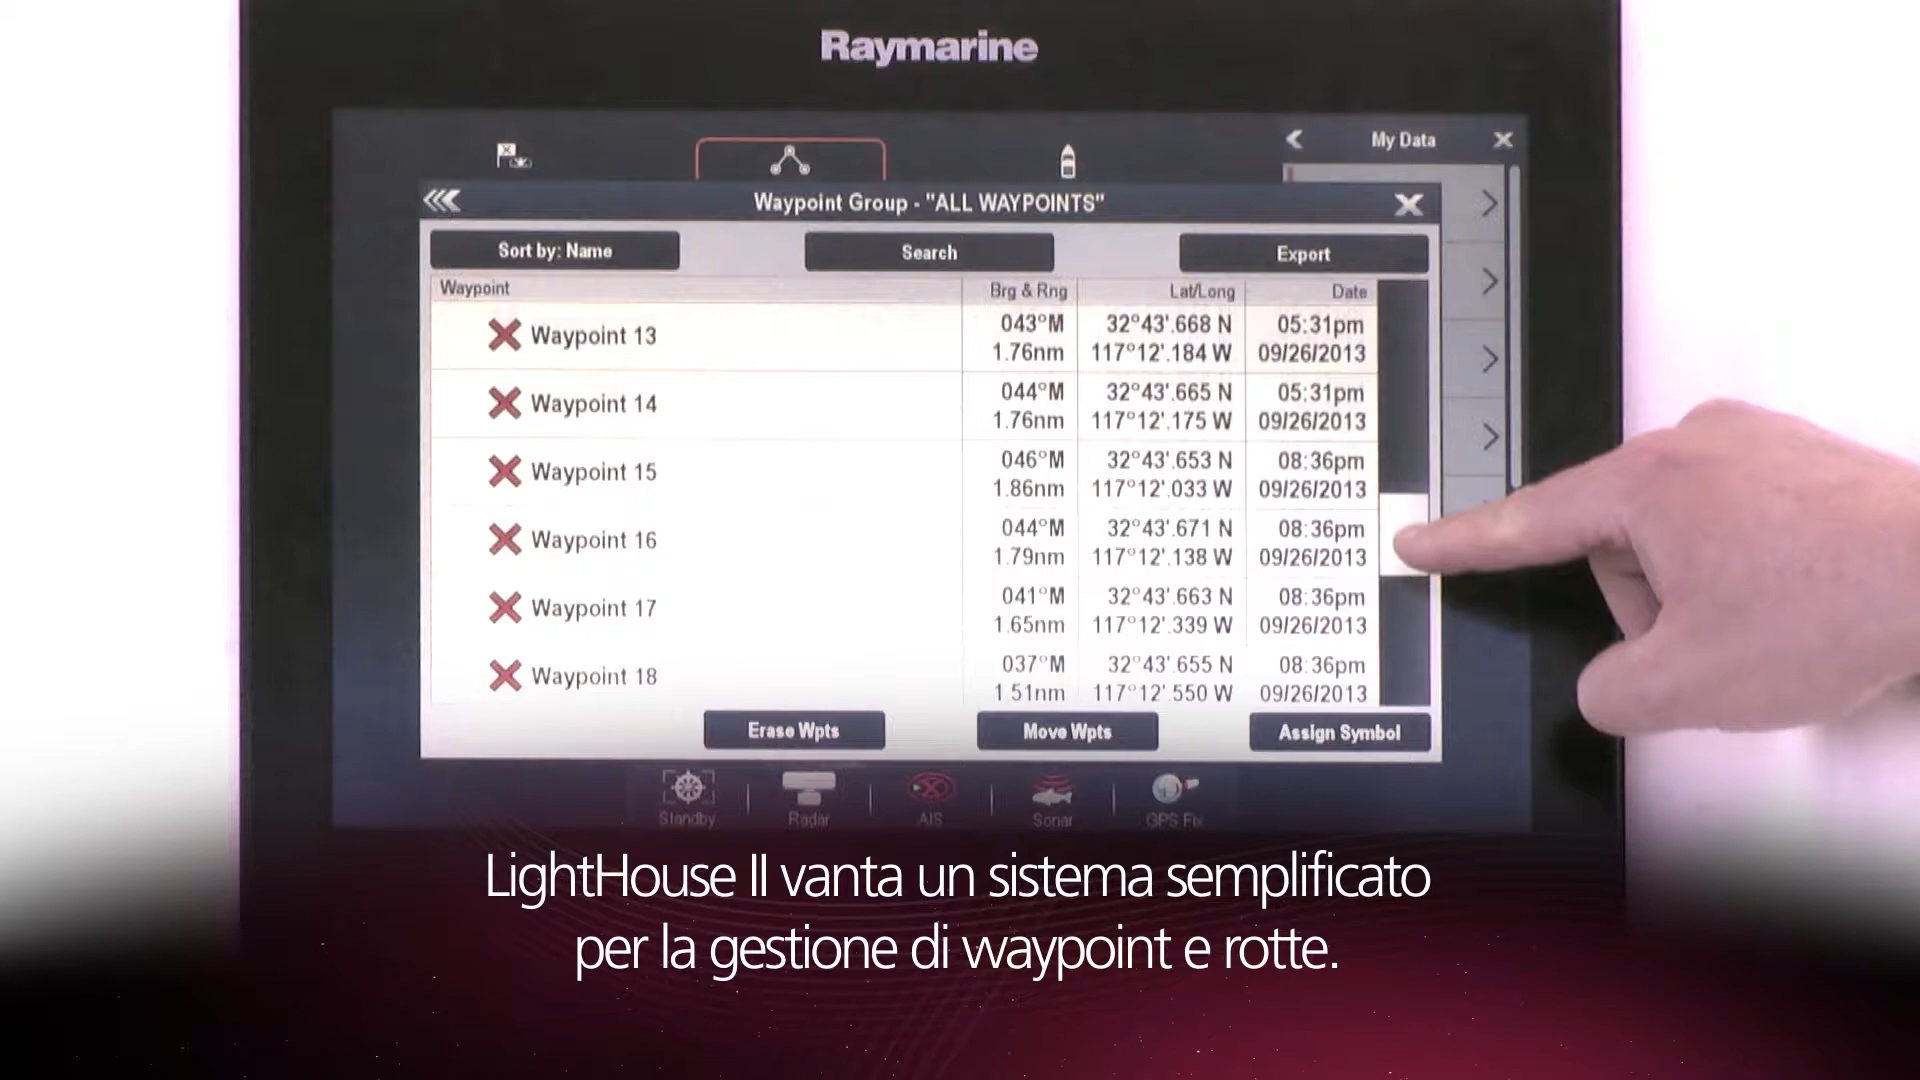 Raymarine
My Data
Waypoint Group - "ALL WAYPOINTS"
Sort by: Name
Search
Export
Waypoint
Brg & Rng
Lat/Long
Date
Waypoint 13
043°M
1.76nm
32°43'.668 N
117°12'.184 W
05:31pm
09/26/2013
Waypoint 14
044°M
1.76nm
32°43'.665 N
117°12'.175 W
05:31pm
09/26/2013
Waypoint 15
046°M
1.86nm
32°43'.653 N
117°12'.033 W
08:36pm
09/26/2013
Waypoint 16
044°M
1.79nm
32°43'.671 N
117°12'.138 W
08:36pm
09/26/2013
Waypoint 17
041°M
1.65nm
32°43'.663 N
117°12'.339 W
08:36pm
09/26/2013
Waypoint 18
037°M
1.51nm
32°43'.655 N
117°12'.550 W
08:36pm
09/26/2013
Erase Wpts
Move Wpts
Assign Symbol
Standby
Radar
AIS
Sonar
GPS Fix
LightHouse II vanta un sistema semplificato
per la gestione di waypoint e rotte.